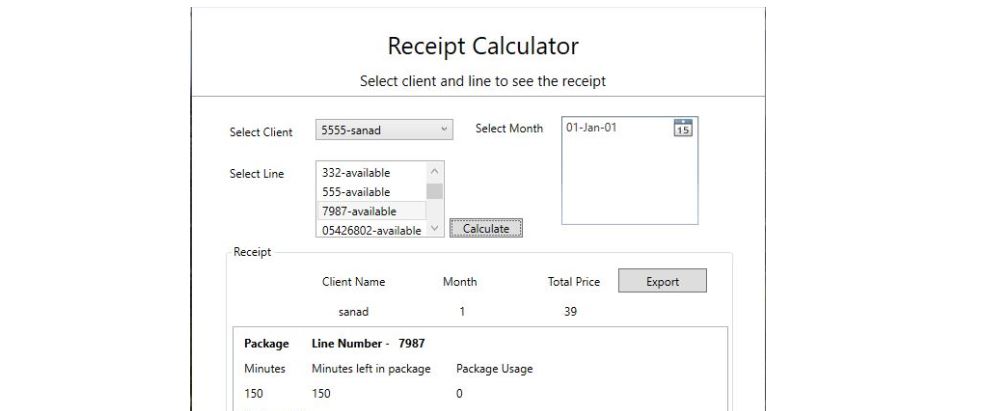 Receipt Calculator
Select client and line to see the receipt
Select Client 5555-sanad Select Month 01-Jan-01 15
Select Line 332-available
555-available
7987-available
05426802-available Calculate
Receipt
Client Name Month Total Price Export
sanad 1 39
Package Line Number - 7987
Minutes Minutes left in package Package Usage
150 150 0